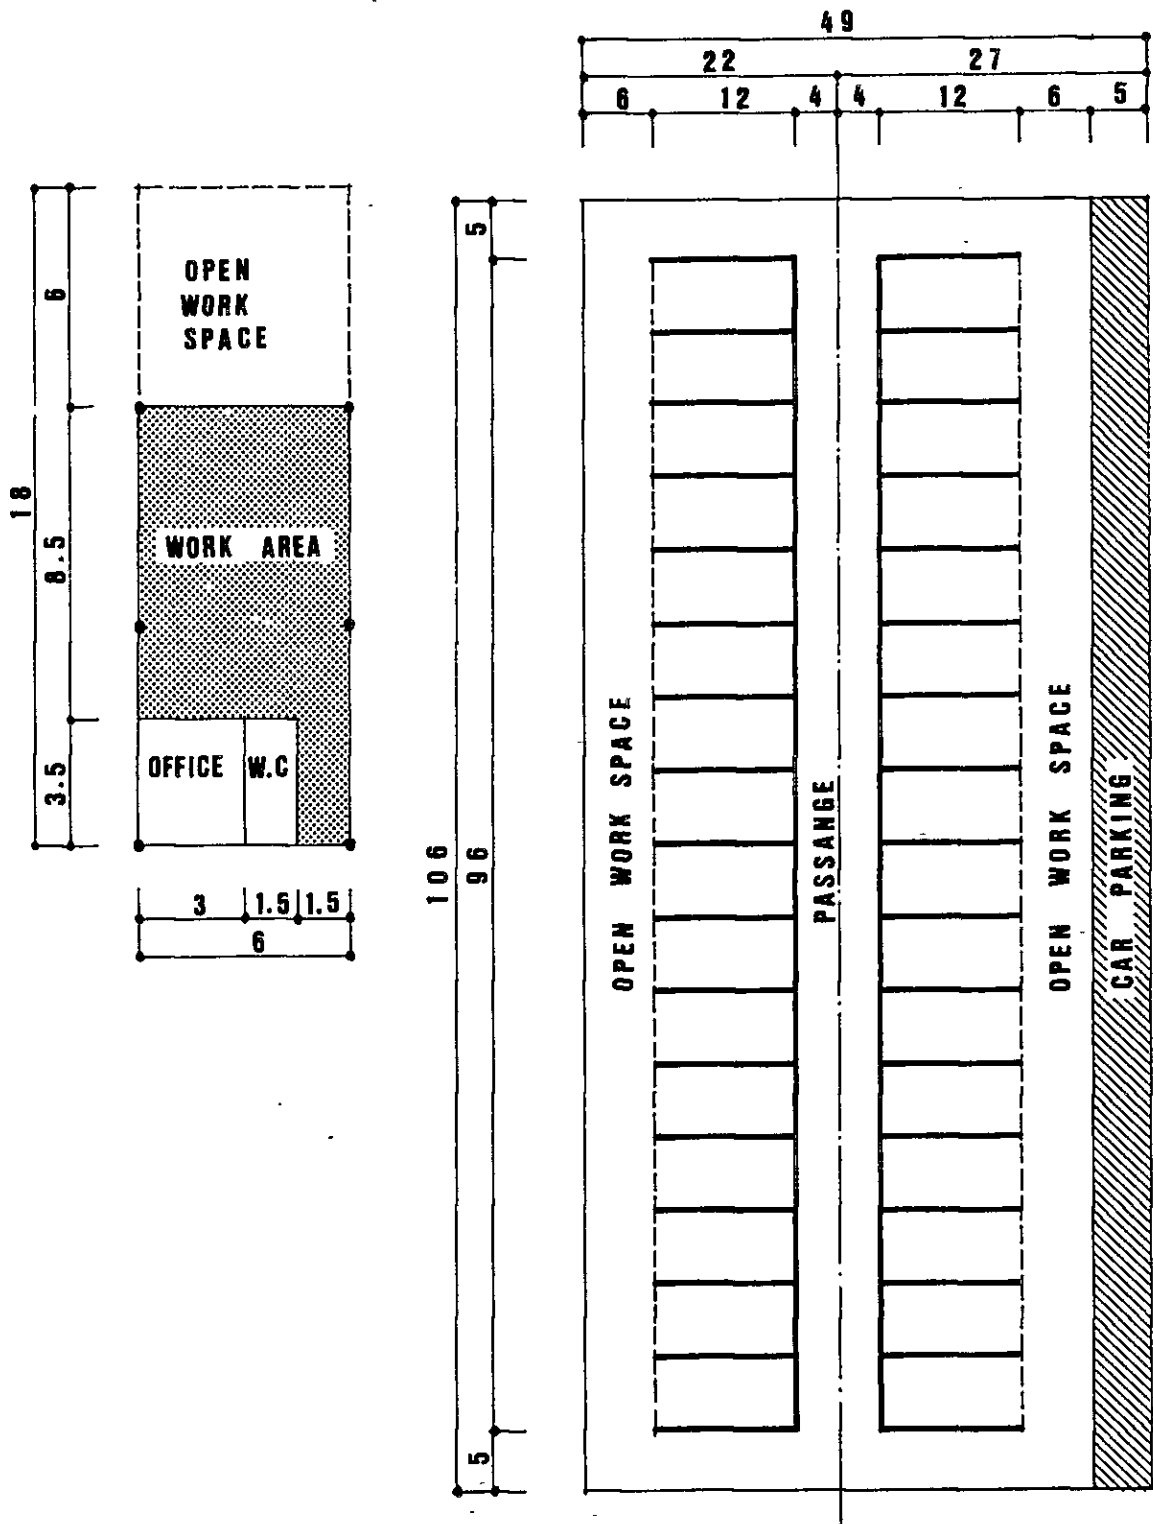 49
22 27
6 12 4 4 12 6 5
OPEN
WORK
SPACE
WORK AREA
OFFICE W.C
6
8.5
3.5
18
3 1.5 1.5
6
5
96
5
106
OPEN WORK SPACE
PASSANGE
OPEN WORK SPACE
CAR PARKING